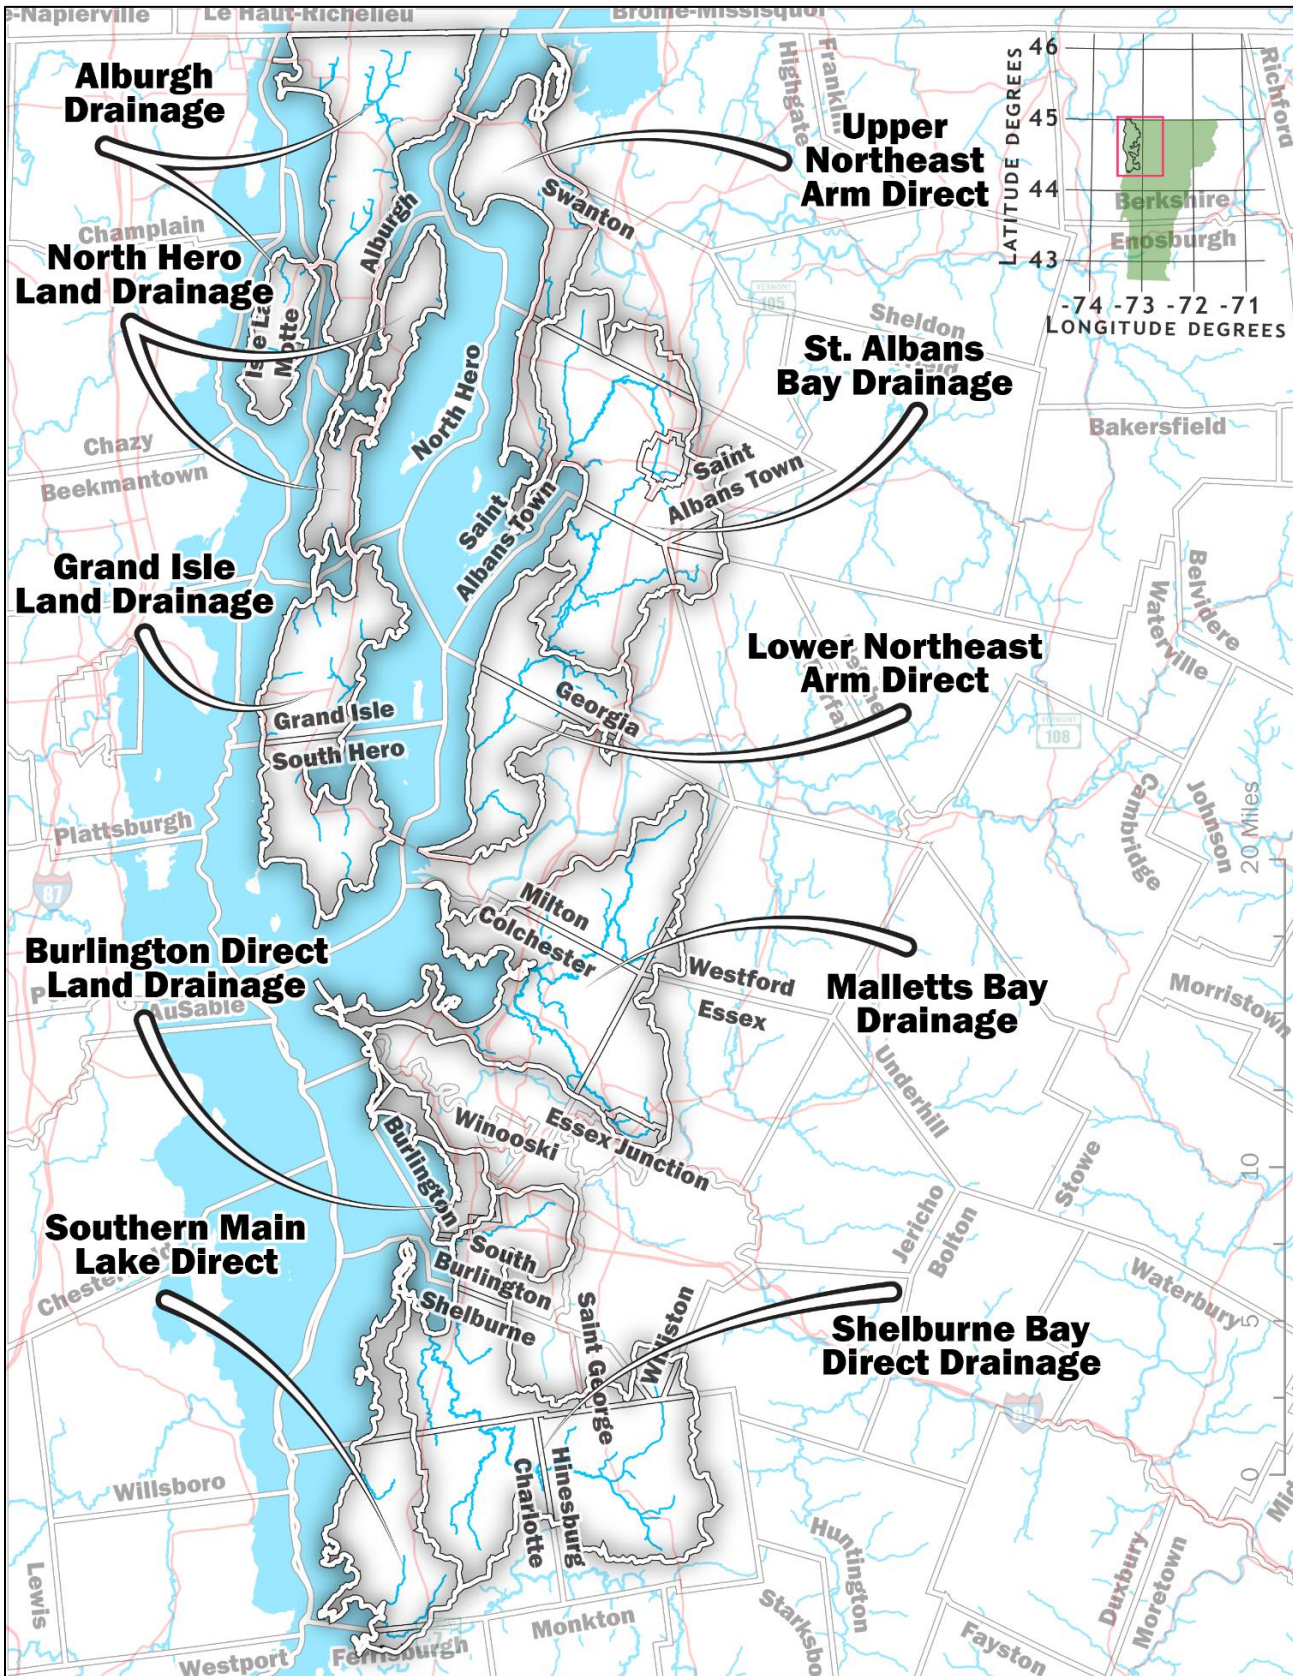 e-Napierville
Le Haut-Richelieu
Brome-Missisquoi
Alburgh
Drainage
Highgate
Franklin
Richford
Upper
Northeast
Arm Direct
LATITUDE DEGREES
46
45
44
43
-74 -73 -72 -71
LONGITUDE DEGREES
Berkshire
Enosburgh
Swanton
Alburgh
Champlain
North Hero
Land Drainage
Isle La
Motte
VERMONT
105
Sheldon
St. Albans
Bay Drainage
North Hero
Chazy
Beekmantown
Bakersfield
Saint
Albans Town
Saint
Albans Town
Grand Isle
Land Drainage
Belvidere
Waterville
Lower Northeast
Arm Direct
Georgia
Grand Isle
South Hero
VERMONT
108
Cambridge
Johnson
20 Miles
Plattsburgh
87
Milton
Colchester
Burlington Direct
Land Drainage
AuSable
Westford
Essex
Malletts Bay
Drainage
Morristown
Underhill
Burlington
Winooski
Essex Junction
Stowe
10
Jericho
Bolton
Southern Main
Lake Direct
South
Burlington
Shelburne
Saint George
Williston
Waterbury
5
Shelburne Bay
Direct Drainage
89
Willsboro
Charlotte
Hinesburg
0
Huntington
Lewis
Duxbury
Moretown
Monkton
Starksbo
Fayston
Westport
Ferrisburgh